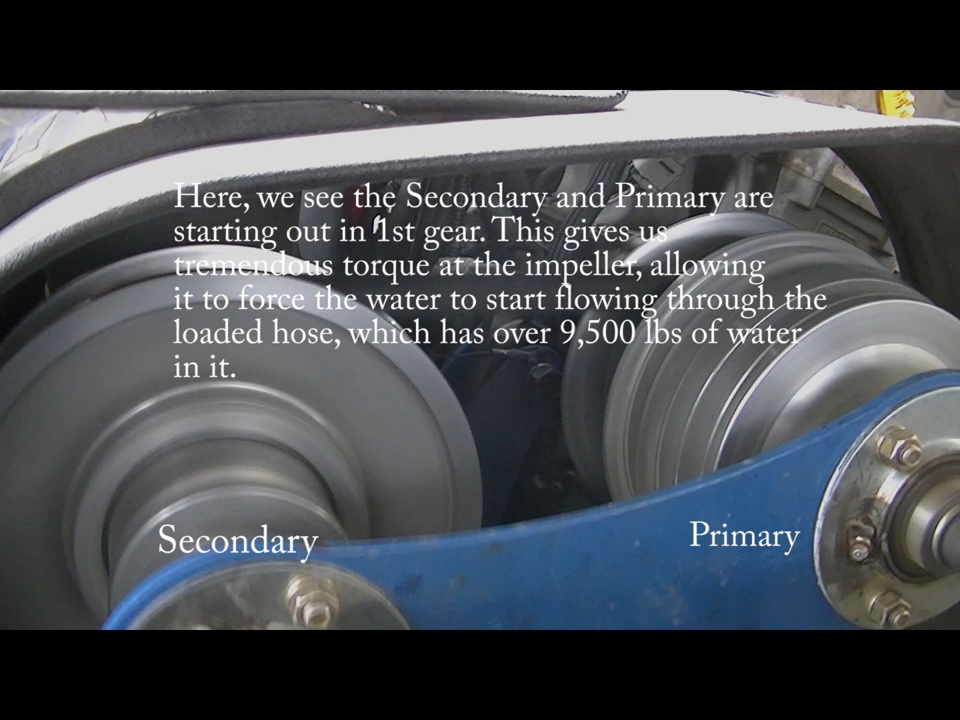 Here, we see the Secondary and Primary are
starting out in 1st gear. This gives us
tremendous torque at the impeller, allowing
it to force the water to start flowing through the
loaded hose, which has over 9,500 lbs of water
in it.
Secondary
Primary